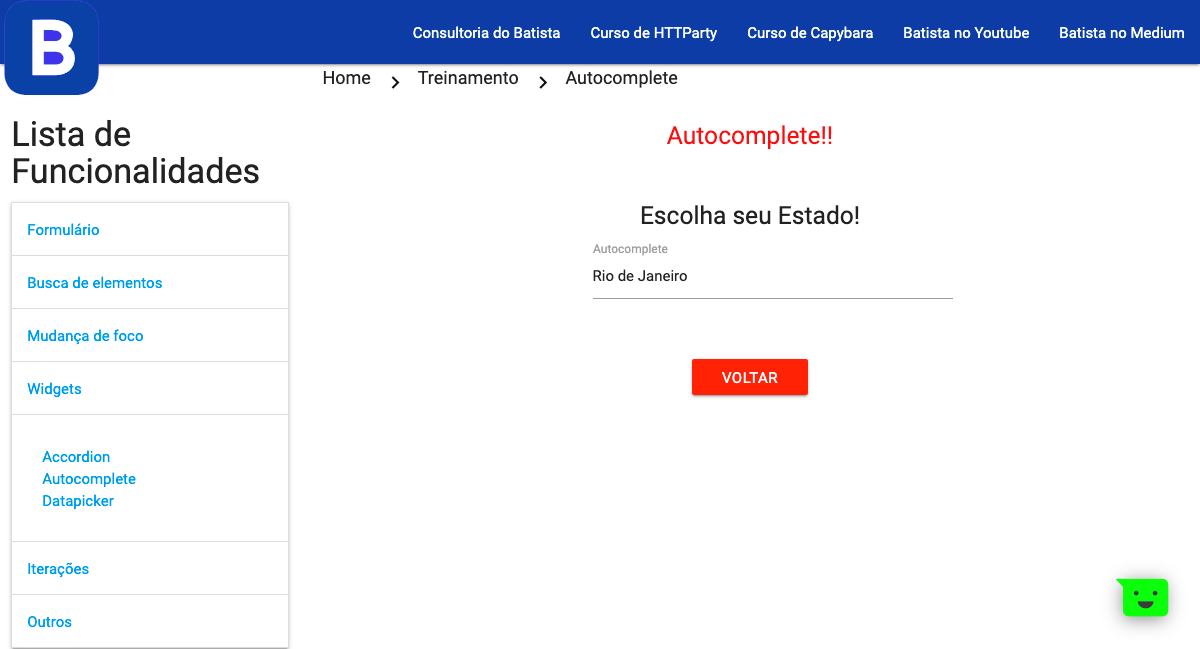 B
Consultoria do Batista Curso de HTTParty Curso de Capybara Batista no Youtube Batista no Medium
Home Treinamento Autocomplete
Lista de
Funcionalidades
Formulário
Busca de elementos
Mudança de foco
Widgets
Accordion
Autocomplete
Datapicker
Iterações
Outros
Autocomplete!!
Escolha seu Estado!
Autocomplete
Rio de Janeiro
VOLTAR